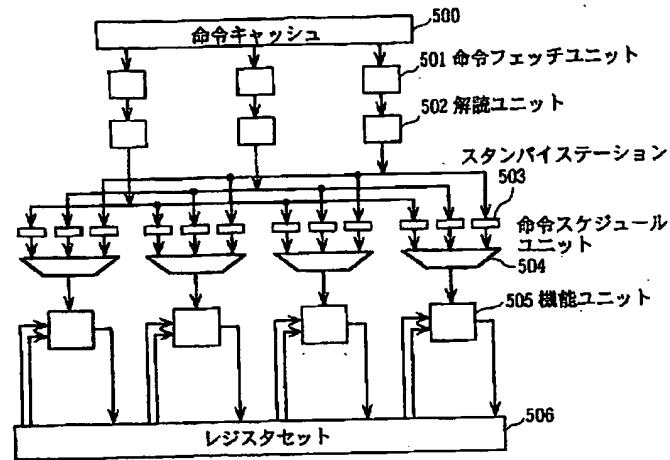 500
命令キャッシュ
501 命令フェッチユニット
502 解読ユニット
スタンバイステーション
503
命令スケジュール
ユニット
504
505 機能ユニット
506
レジスタセット